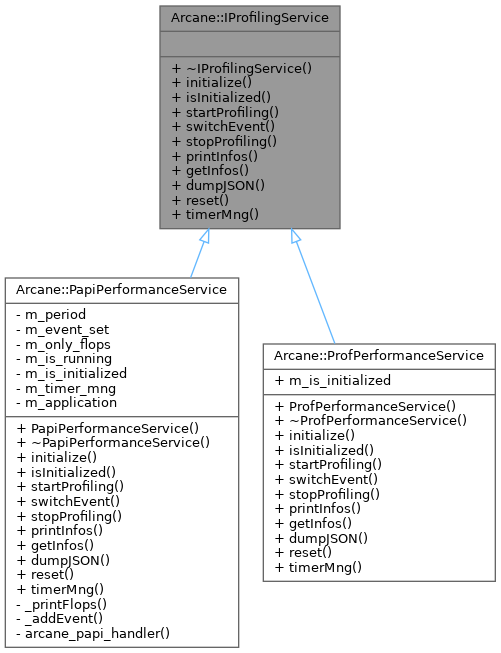 Arcane::IProfilingService
+ ~IProfilingService()
+ initialize()
+ isInitialized()
+ startProfiling()
+ switchEvent()
+ stopProfiling()
+ printInfos()
+ getInfos()
+ dumpJSON()
+ reset()
+ timerMng()
Arcane::PapiPerformanceService
- m_period
- m_event_set
- m_only_flops
- m_is_running
- m_is_initialized
- m_timer_mng
- m_application
+ PapiPerformanceService()
+ ~PapiPerformanceService()
+ initialize()
+ isInitialized()
+ startProfiling()
+ switchEvent()
+ stopProfiling()
+ printInfos()
+ getInfos()
+ dumpJSON()
+ reset()
+ timerMng()
- _printFlops()
- _addEvent()
- arcane_papi_handler()
Arcane::ProfPerformanceService
+ m_is_initialized
+ ProfPerformanceService()
+ ~ProfPerformanceService()
+ initialize()
+ isInitialized()
+ startProfiling()
+ switchEvent()
+ stopProfiling()
+ printInfos()
+ getInfos()
+ dumpJSON()
+ reset()
+ timerMng()